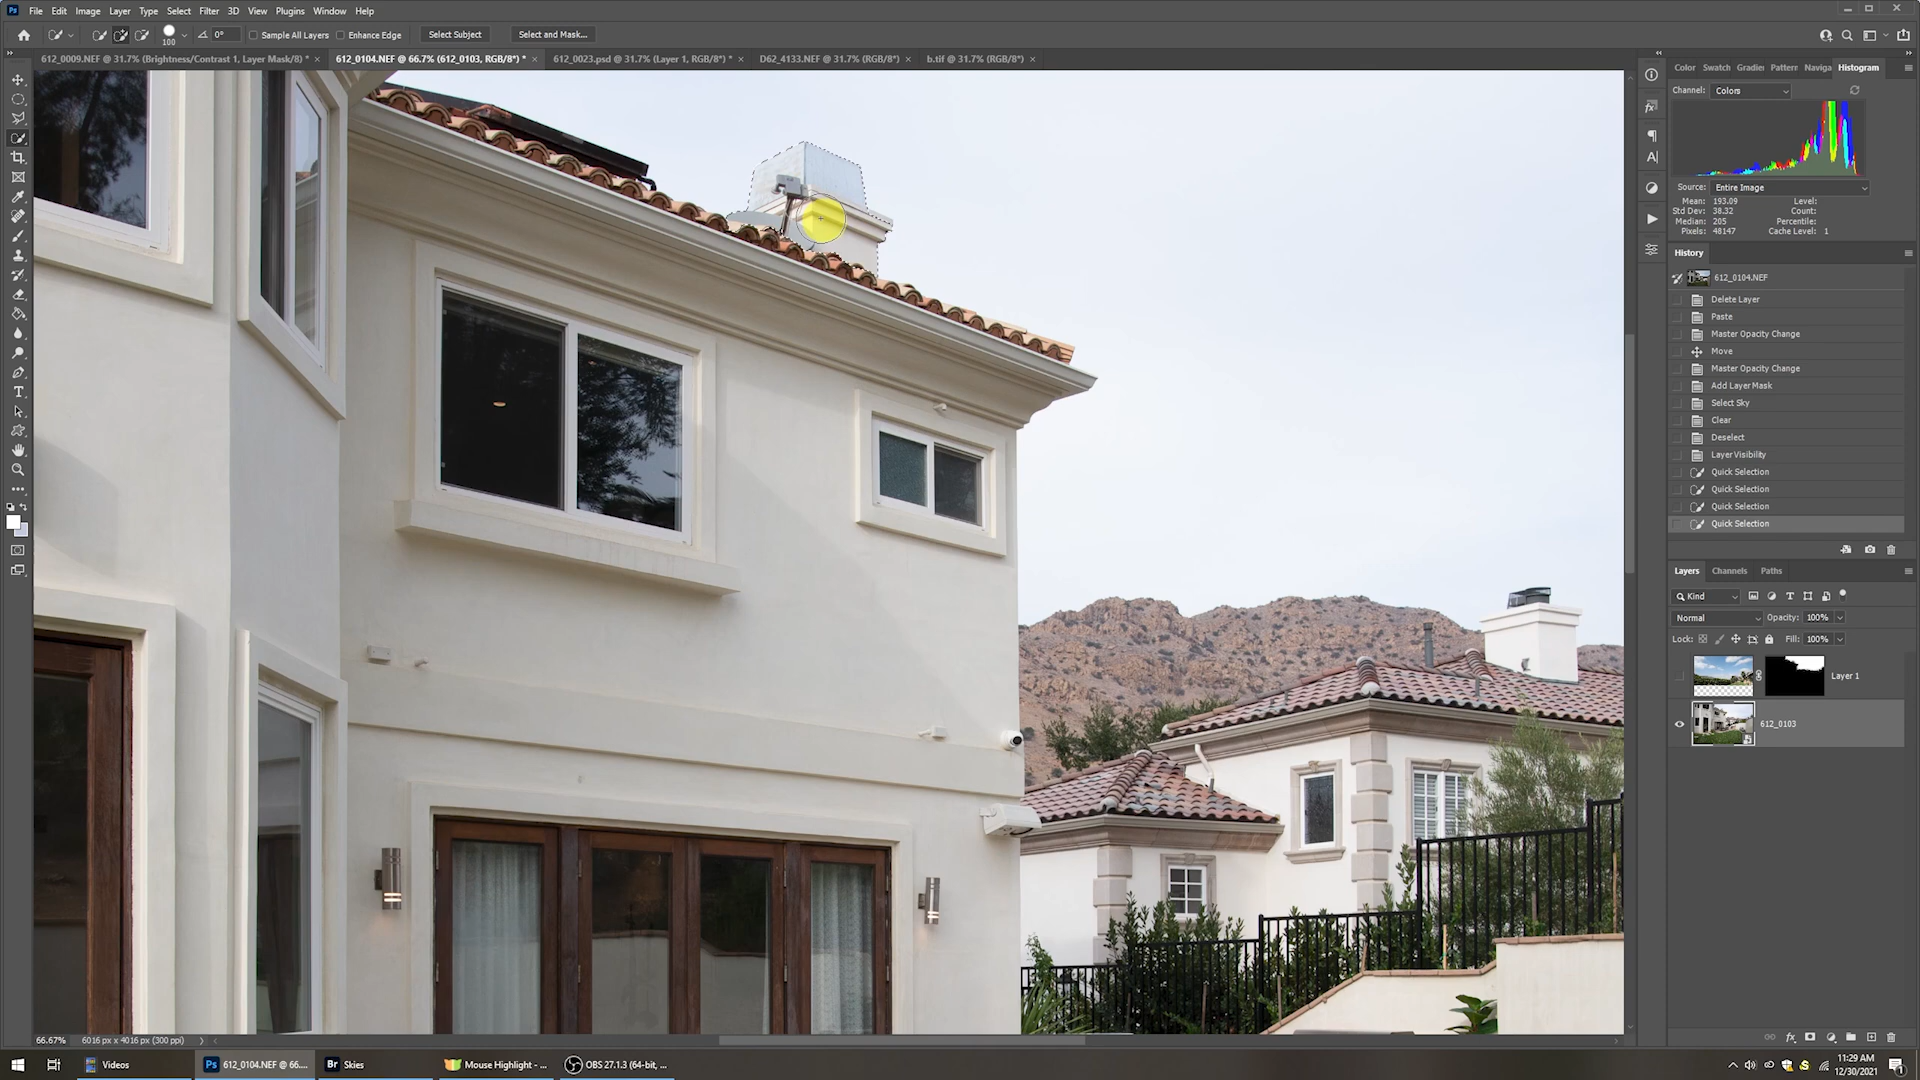 Ps File Edit Image Layer Type Select Filter 3D View Plugins Window Help
100 0° Sample All Layers Enhance Edge Select Subject Select and Mask...
612_0009.NEF @ 31.7% (Brightness/Contrast 1, Layer Mask/8) * × 612_0104.NEF @ 66.7% (612_0103, RGB/8*) * × 612_0023.psd @ 31.7% (Layer 1, RGB/8*) * × D62_4133.NEF @ 31.7% (RGB/8*) × b.tif @ 31.7% (RGB/8*) ×
Color Swatch Gradie Pattern Naviga Histogram
Channel: Colors
Source: Entire Image
Mean: 193.09 Level:
Std Dev: 38.32 Count:
Median: 205 Percentile:
Pixels: 48147 Cache Level: 1
History
612_0104.NEF
Delete Layer
Paste
Master Opacity Change
Move
Master Opacity Change
Add Layer Mask
Select Sky
Clear
Deselect
Layer Visibility
Quick Selection
Quick Selection
Quick Selection
Quick Selection
Layers Channels Paths
Kind
Normal Opacity: 100%
Lock: Fill: 100%
Layer 1
612_0103
66.67% 6016 px x 4016 px (300 ppi)
Videos Ps 612_0104.NEF @ 66.... Br Skies Mouse Highlight - ... OBS 27.1.3 (64-bit, ...
11:29 AM
12/30/2021